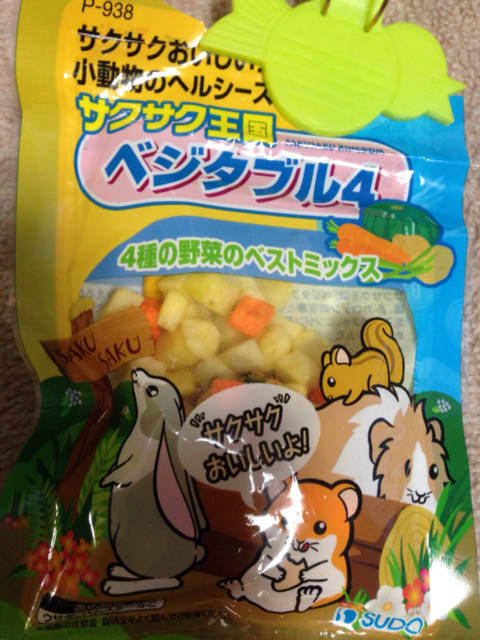 P-938
サクサクおいしい
小動物のヘルシース
サクサク王国
SAKUSAKU KINGDOM
ベジタブル4
4種の野菜のベストミックス
SAKU
SAKU
サクサク
おいしいよ!
SUDO